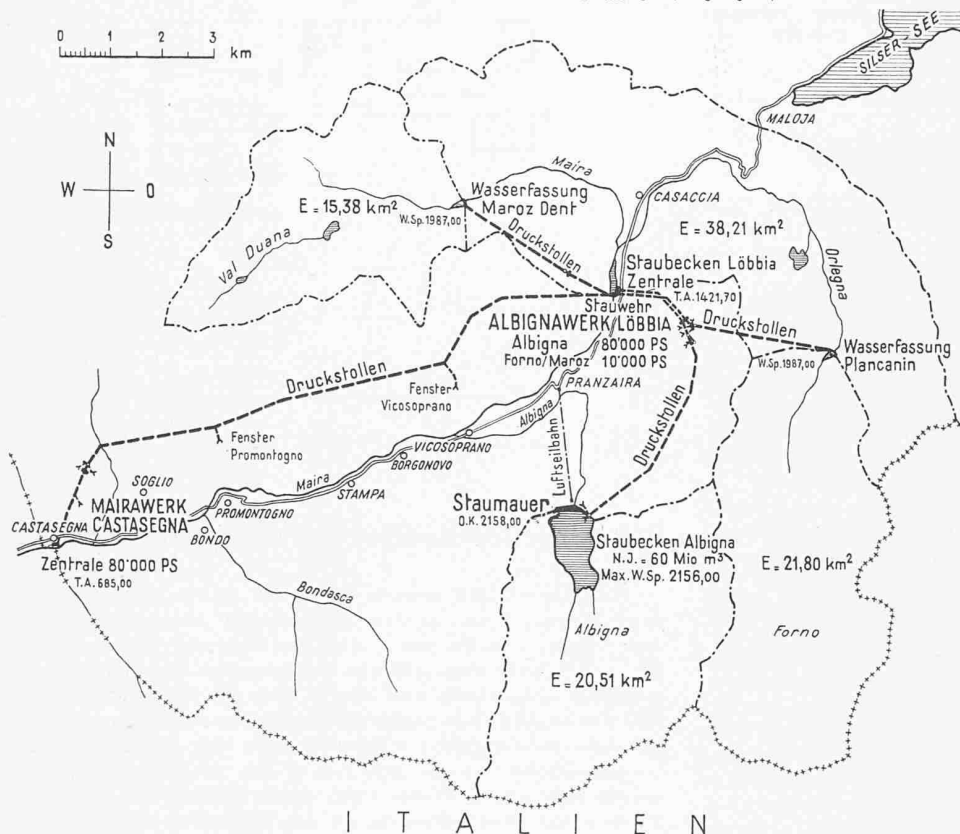 0 1 2 3
km
SILSER-SEE
MALOJA
N
W O
S
Maira
Wasserfassung
Maroz Dent
W.Sp.1987,00
CASACCIA
E = 15,38 km²
E = 38,21 km²
Val Duana
Druckstollen
Orlegna
Staubecken Löbbia
Zentrale
T.A.1421,70
Stauwehr
ALBIGNAWERK LÖBBIA
Albigna 80'000 PS
Forno/Maroz 10'000 PS
Druckstollen
Wasserfassung
Plancanin
W.Sp.1987,00
PRANZAIRA
Druckstollen
Fenster
Vicosoprano
Albigna
Druckstollen
Fenster
Promontogno
VICOSOPRANO
BORGONOVO
Luftseilbahn
Maira
STAMPA
SOGLIO
MAIRAWERK
CASTASEGNA
PROMONTOGNO
CASTASEGNA
BONDO
Zentrale 80'000 PS
T.A.685,00
Staumauer
O.K. 2158,00
Staubecken Albigna
N.J. = 60 Mio m³
Max.W.Sp. 2156,00
E = 21,80 km²
Bondasca
Albigna
Forno
E = 20,51 km²
ITALIEN